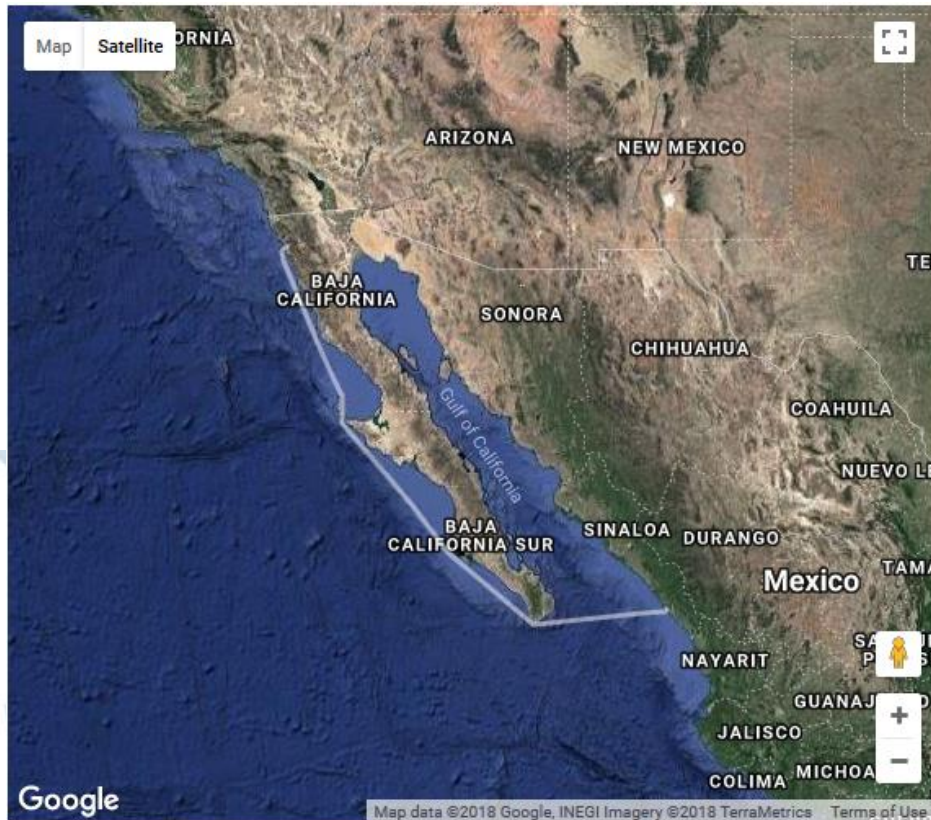 Map
Satellite
ORNIA
ARIZONA
NEW MEXICO
TE
BAJA
CALIFORNIA
SONORA
CHIHUAHUA
Gulf of California
COAHUILA
NUEVO LE
BAJA
CALIFORNIA SUR
SINALOA
DURANGO
TAMA
Mexico
NAYARIT
GUANAJ
JALISCO
COLIMA
MICHOA
Google
Map data ©2018 Google, INEGI Imagery ©2018 TerraMetrics
Terms of Use